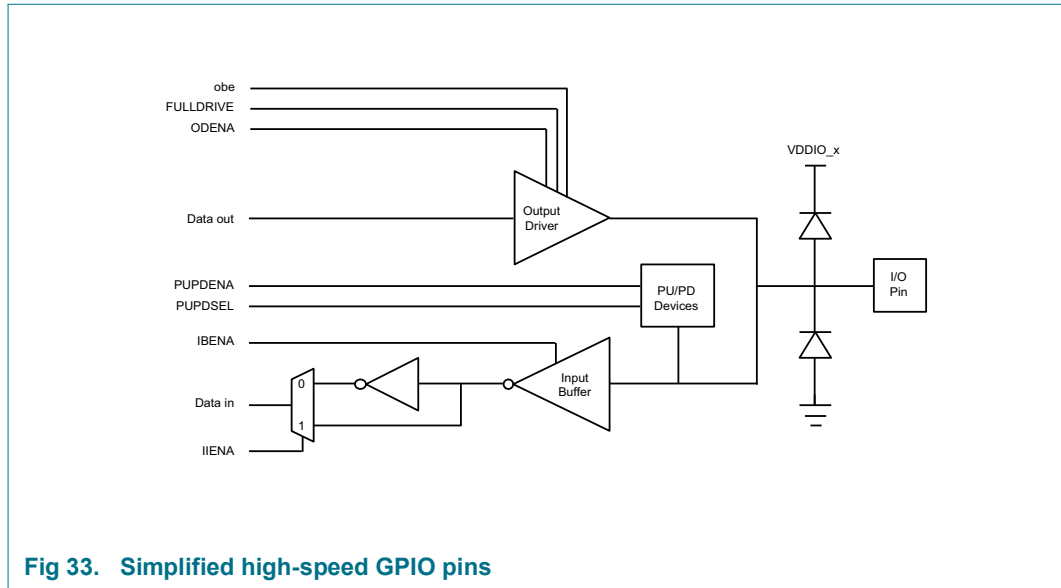 obe
FULLDRIVE
ODENA
VDDIO_x
Data out
Output
Driver
PUPDENA
PUPDSEL
PU/PD
Devices
I/O
Pin
IBENA
Input
Buffer
0
Data in
1
IIENA
Fig 33. Simplified high-speed GPIO pins